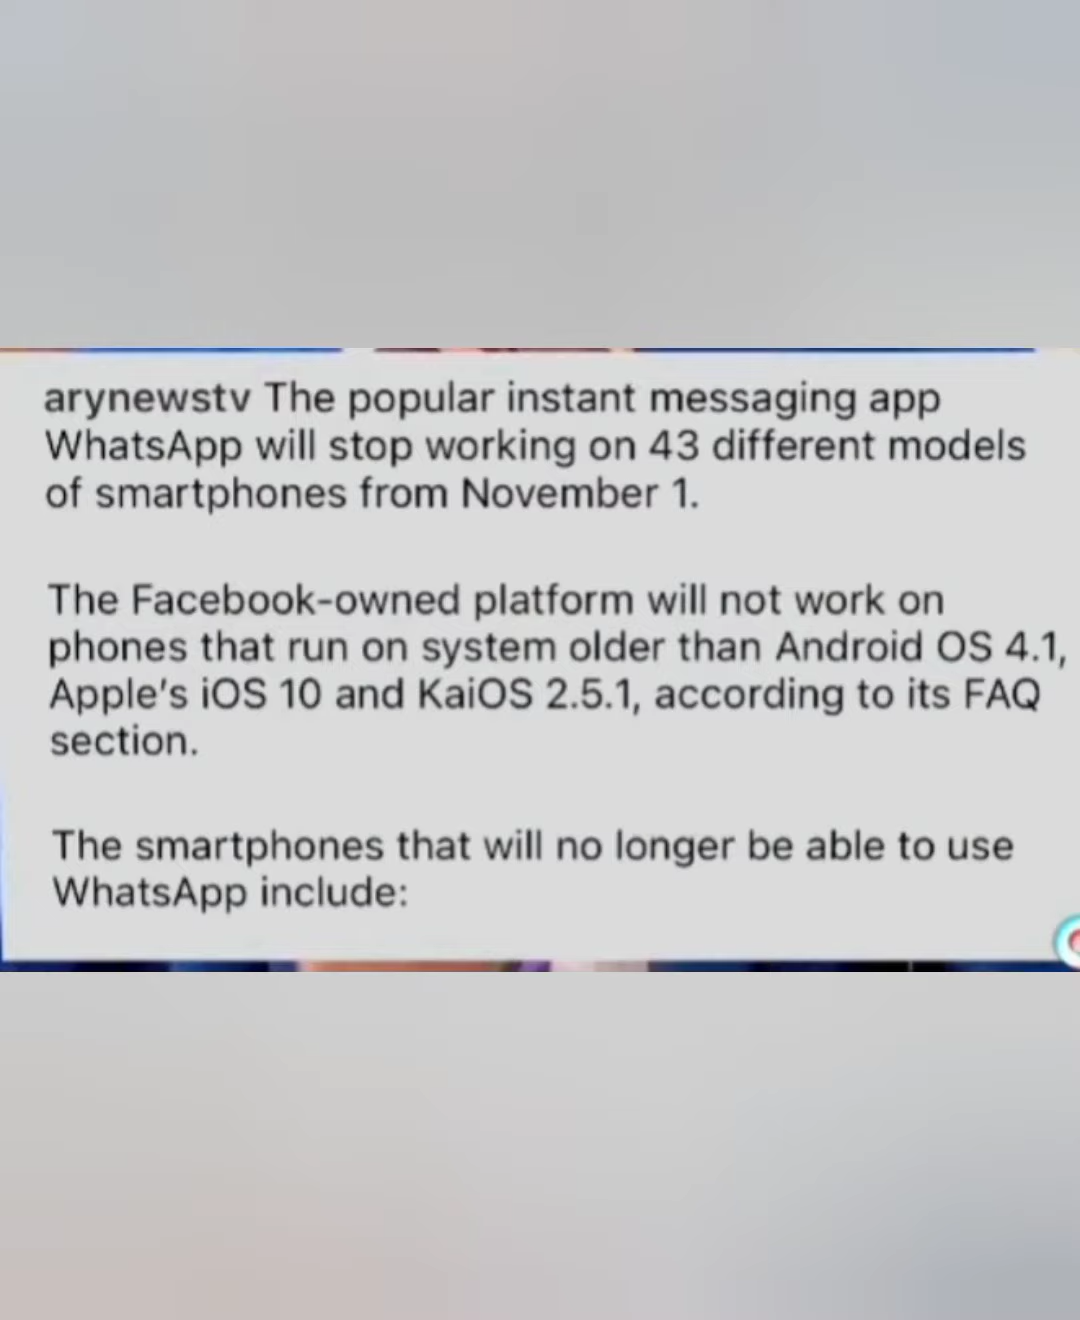 arynewstv The popular instant messaging app
WhatsApp will stop working on 43 different models
of smartphones from November 1.
The Facebook-owned platform will not work on
phones that run on system older than Android OS 4.1,
Apple's iOS 10 and KaiOS 2.5.1, according to its FAQ
section.
The smartphones that will no longer be able to use
WhatsApp include: